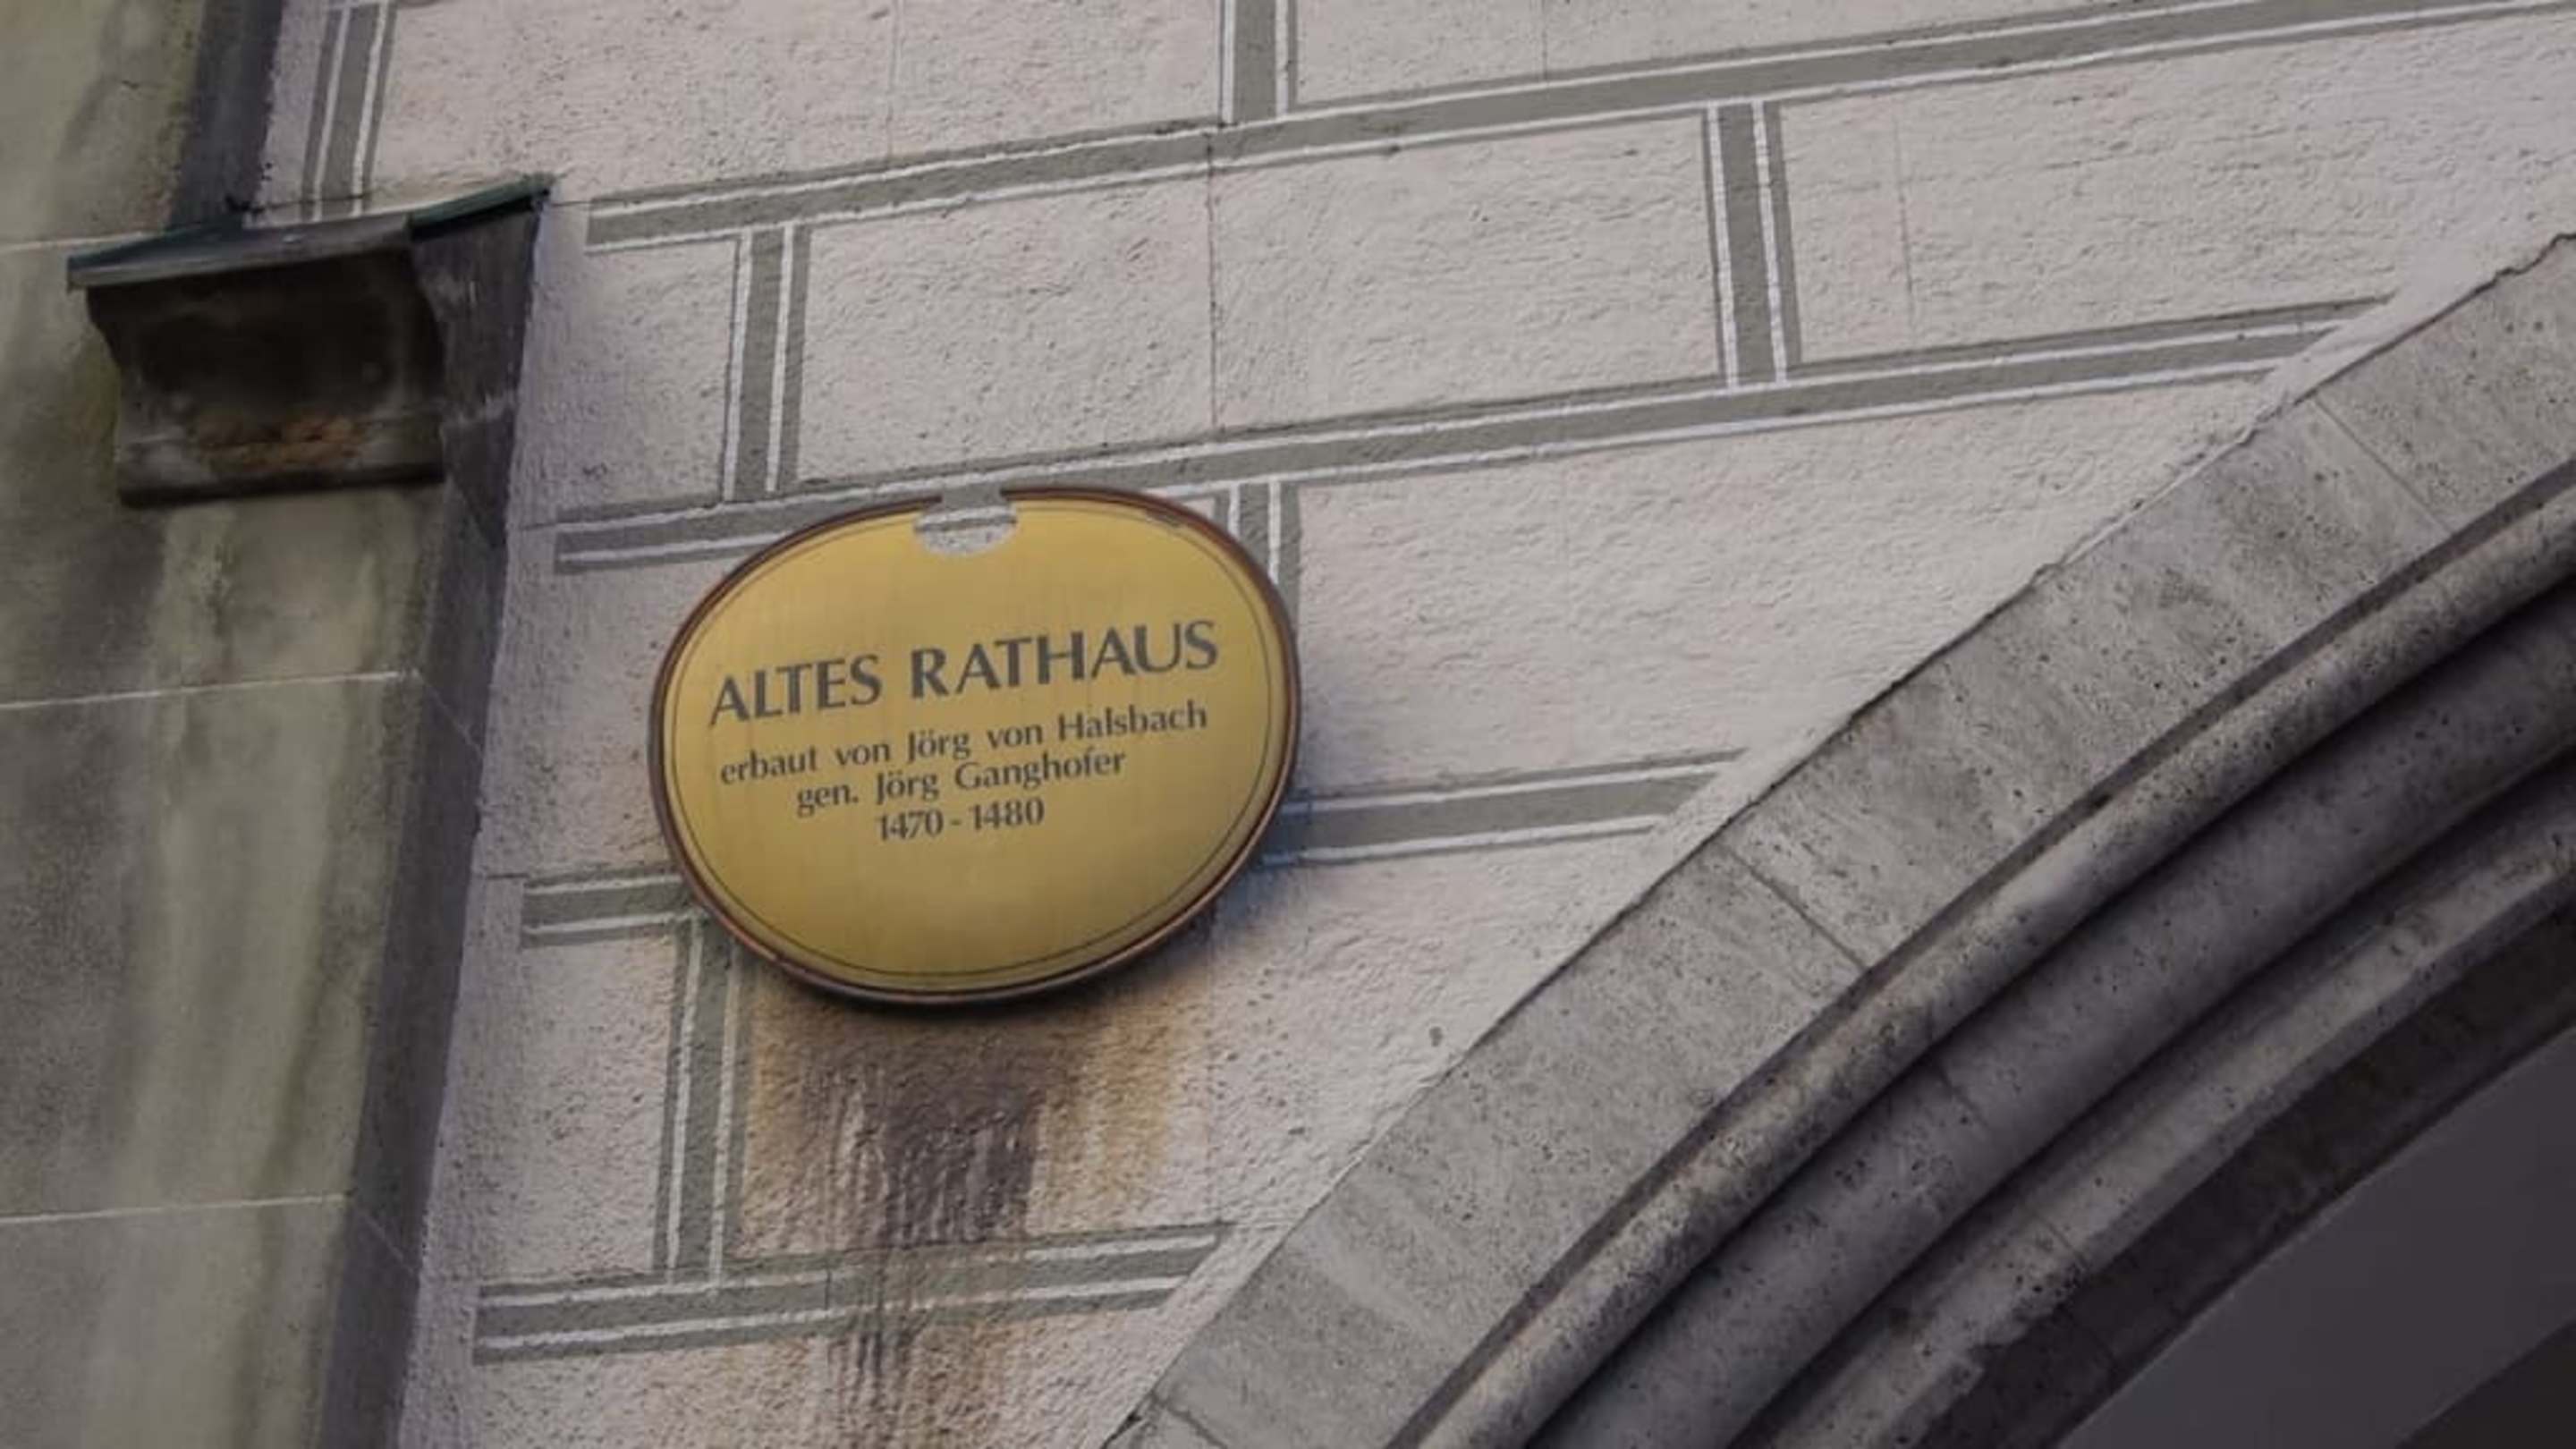 ALTES RATHAUS
erbaut von Jörg von Halsbach
gen. Jörg Ganghofer
1470 - 1480